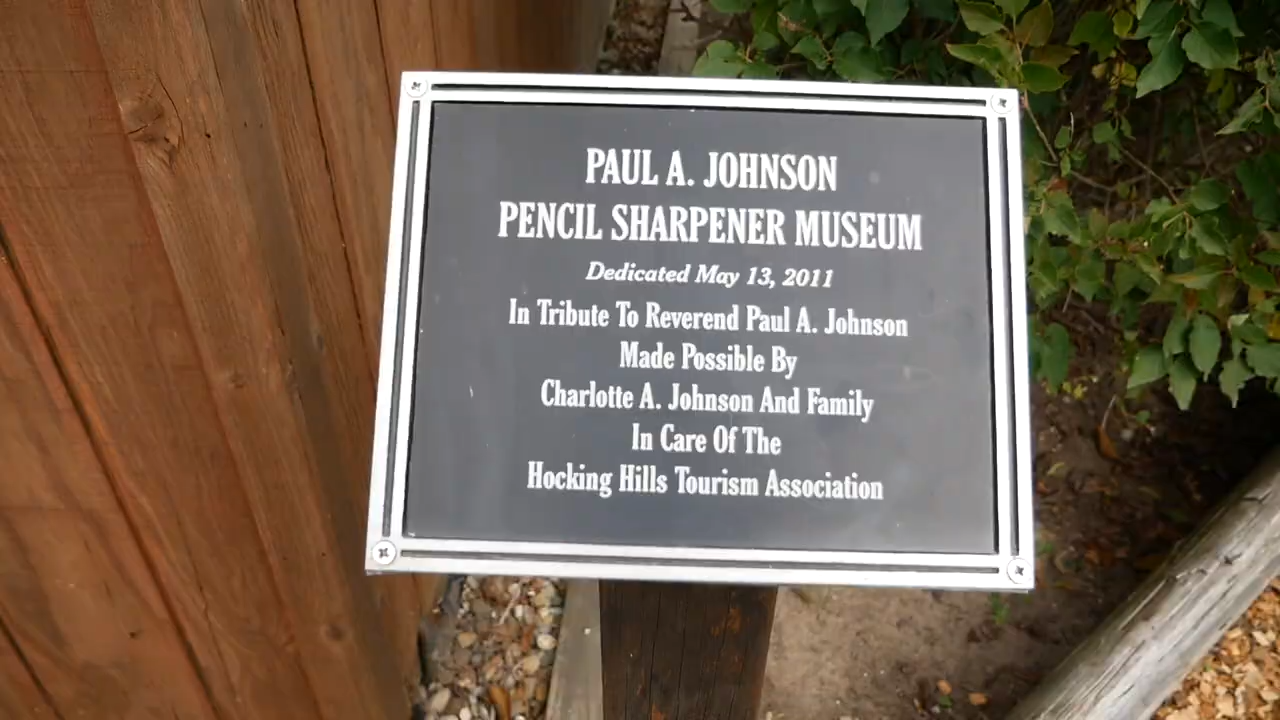 PAUL A. JOHNSON
PENCIL SHARPENER MUSEUM
Dedicated May 13, 2011
In Tribute To Reverend Paul A. Johnson
Made Possible By
Charlotte A. Johnson And Family
In Care Of The
Hocking Hills Tourism Association